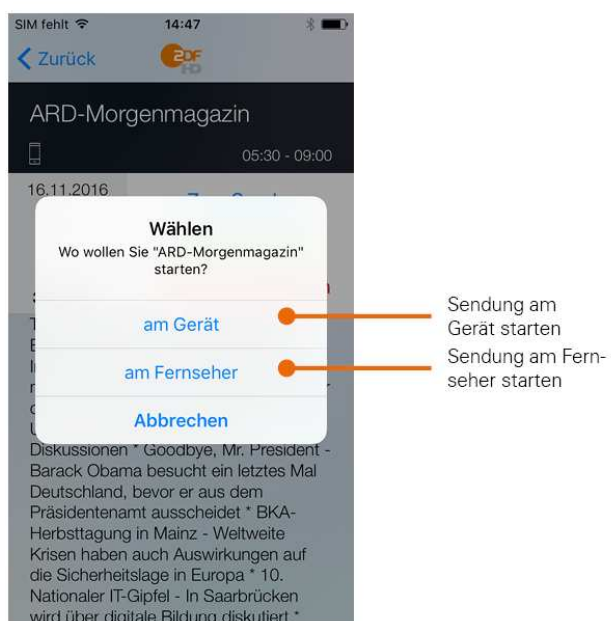 SIM fehlt 14:47
Zurück ZDF HD
ARD-Morgenmagazin
05:30 - 09:00
16.11.2016
Wählen
Wo wollen Sie "ARD-Morgenmagazin"
starten?
am Gerät
am Fernseher
Abbrechen
Diskussionen * Goodbye, Mr. President -
Barack Obama besucht ein letztes Mal
Deutschland, bevor er aus dem
Präsidentenamt ausscheidet * BKA-
Herbsttagung in Mainz - Weltweite
Krisen haben auch Auswirkungen auf
die Sicherheitslage in Europa * 10.
Nationaler IT-Gipfel - In Saarbrücken
wird über digitale Bildung diskutiert *
Sendung am
Gerät starten
Sendung am Fern-
seher starten